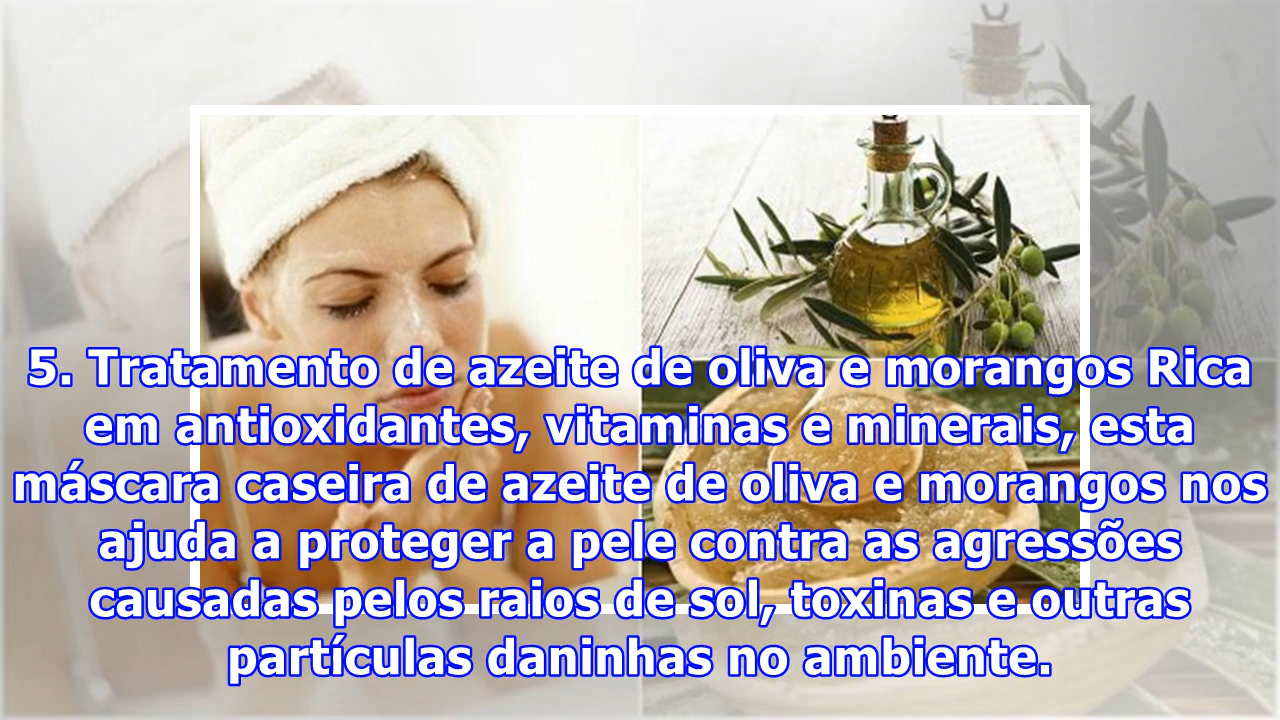 5. Tratamento de azeite de oliva e morangos Rica
em antioxidantes, vitaminas e minerais, esta
máscara caseira de azeite de oliva e morangos nos
ajuda a proteger a pele contra as agressões
causadas pelos raios de sol, toxinas e outras
partículas daninhas no ambiente.